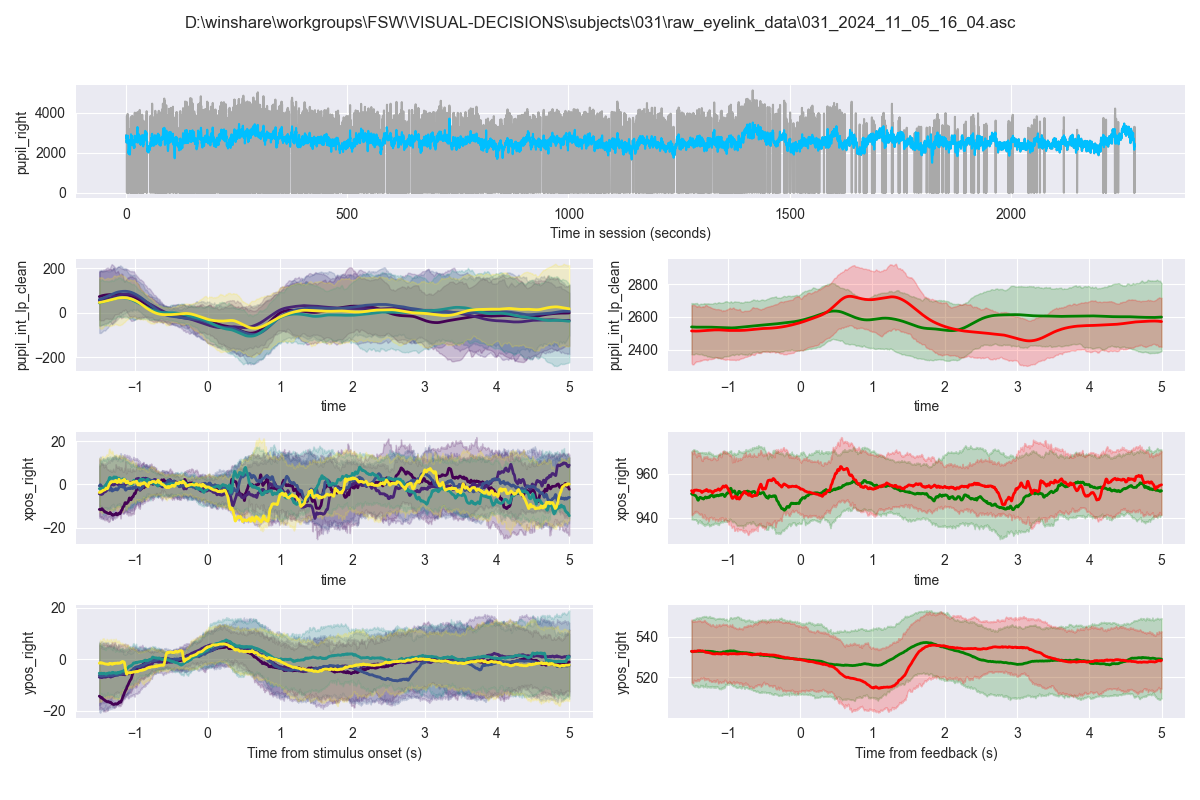 D:\winshare\workgroups\FSW\VISUAL-DECISIONS\subjects\031\raw_eyelink_data\031_2024_11_05_16_04.asc
pupil_right
4000
2000
0
0 500 1000 1500 2000
Time in session (seconds)
pupil_int_lp_clean
200
0
−200
−1 0 1 2 3 4 5
time
pupil_int_lp_clean
2800
2600
2400
−1 0 1 2 3 4 5
time
xpos_right
20
0
−20
−1 0 1 2 3 4 5
time
xpos_right
960
940
−1 0 1 2 3 4 5
time
ypos_right
20
0
−20
−1 0 1 2 3 4 5
Time from stimulus onset (s)
ypos_right
540
520
−1 0 1 2 3 4 5
Time from feedback (s)